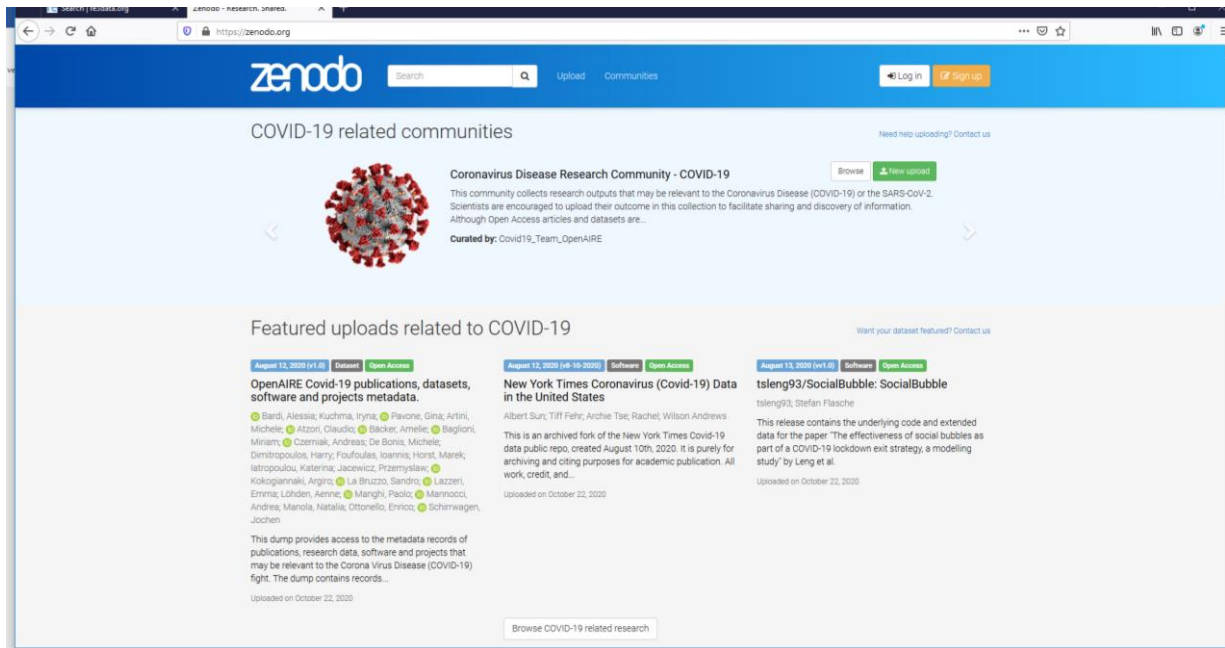 Search | re3data.org
Zenodo - Research. Shared.
https://zenodo.org
zenodo
Search
Upload
Communities
Log in
Sign up
COVID-19 related communities
Need help uploading? Contact us
Coronavirus Disease Research Community - COVID-19
Browse
New upload
This community collects research outputs that may be relevant to the Coronavirus Disease (COVID-19) or the SARS-CoV-2.
Scientists are encouraged to upload their outcome in this collection to facilitate sharing and discovery of information.
Although Open Access articles and datasets are...
Curated by: Covid19_Team_OpenAIRE
Featured uploads related to COVID-19
Want your dataset featured? Contact us
August 12, 2020 (v1.0) Dataset Open Access
OpenAIRE Covid-19 publications, datasets,
software and projects metadata.
Bardi, Alessia; Kuchma, Iryna; Pavone, Gina; Artini,
Michele; Atzori, Claudio; Bäcker, Amelie; Baglioni,
Miriam; Czerniak, Andreas; De Bonis, Michele;
Dimitropoulos, Harry; Foufoulas, Ioannis; Horst, Marek;
Iatropoulou, Katerina; Jacewicz, Przemyslaw;
Kokogiannaki, Argiro; La Bruzzo, Sandro; Lazzeri,
Emma; Löhden, Aenne; Manghi, Paolo; Mannocci,
Andrea; Manola, Natalia; Ottonello, Enrico; Schirrwagen,
Jochen
This dump provides access to the metadata records of
publications, research data, software and projects that
may be relevant to the Corona Virus Disease (COVID-19)
fight. The dump contains records...
Uploaded on October 22, 2020
August 12, 2020 (v8-10-2020) Software Open Access
New York Times Coronavirus (Covid-19) Data
in the United States
Albert Sun; Tiff Fehr; Archie Tse; Rachel; Wilson Andrews
This is an archived fork of the New York Times Covid-19
data public repo, created August 10th, 2020. It is purely for
archiving and citing purposes for academic publication. All
work, credit, and...
Uploaded on October 22, 2020
August 13, 2020 (vv1.0) Software Open Access
tsleng93/SocialBubble: SocialBubble
tsleng93; Stefan Flasche
This release contains the underlying code and extended
data for the paper "The effectiveness of social bubbles as
part of a COVID-19 lockdown exit strategy, a modelling
study" by Leng et al.
Uploaded on October 22, 2020
Browse COVID-19 related research